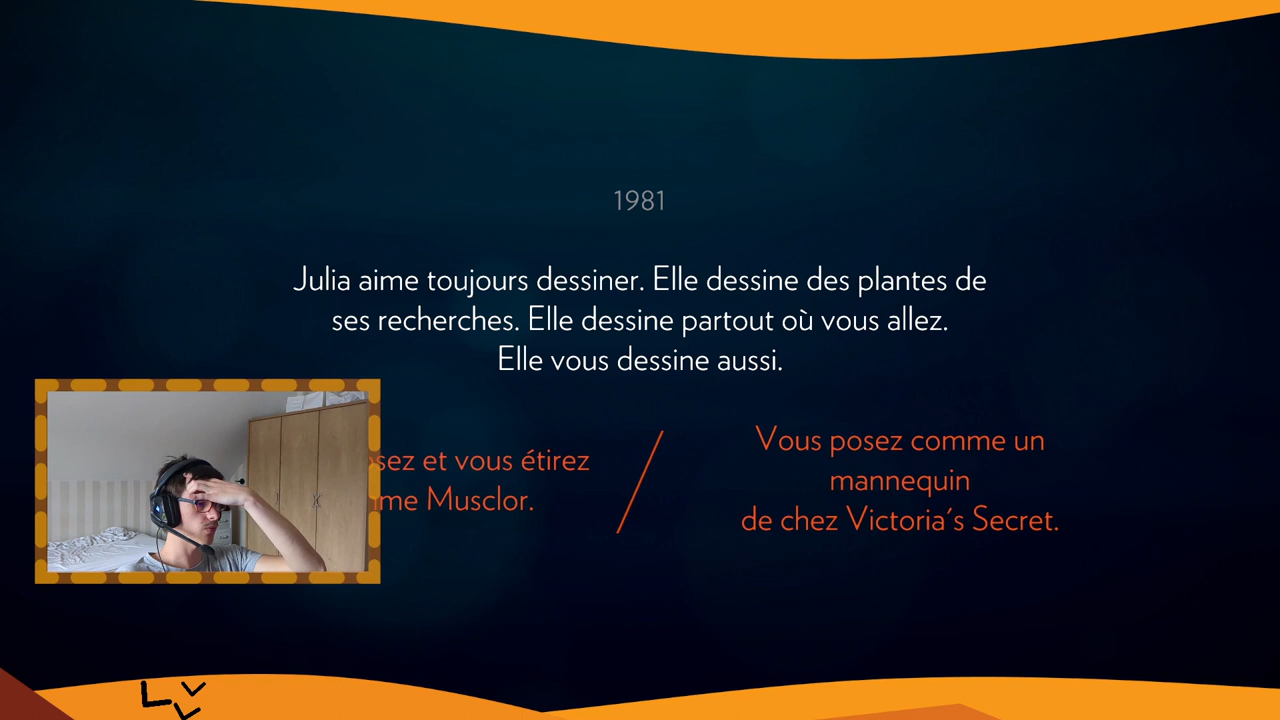 1981
Julia aime toujours dessiner. Elle dessine des plantes de
ses recherches. Elle dessine partout où vous allez.
Elle vous dessine aussi.
et vous étirez
Musclor.
Vous posez comme un
mannequin
de chez Victoria´s Secret.